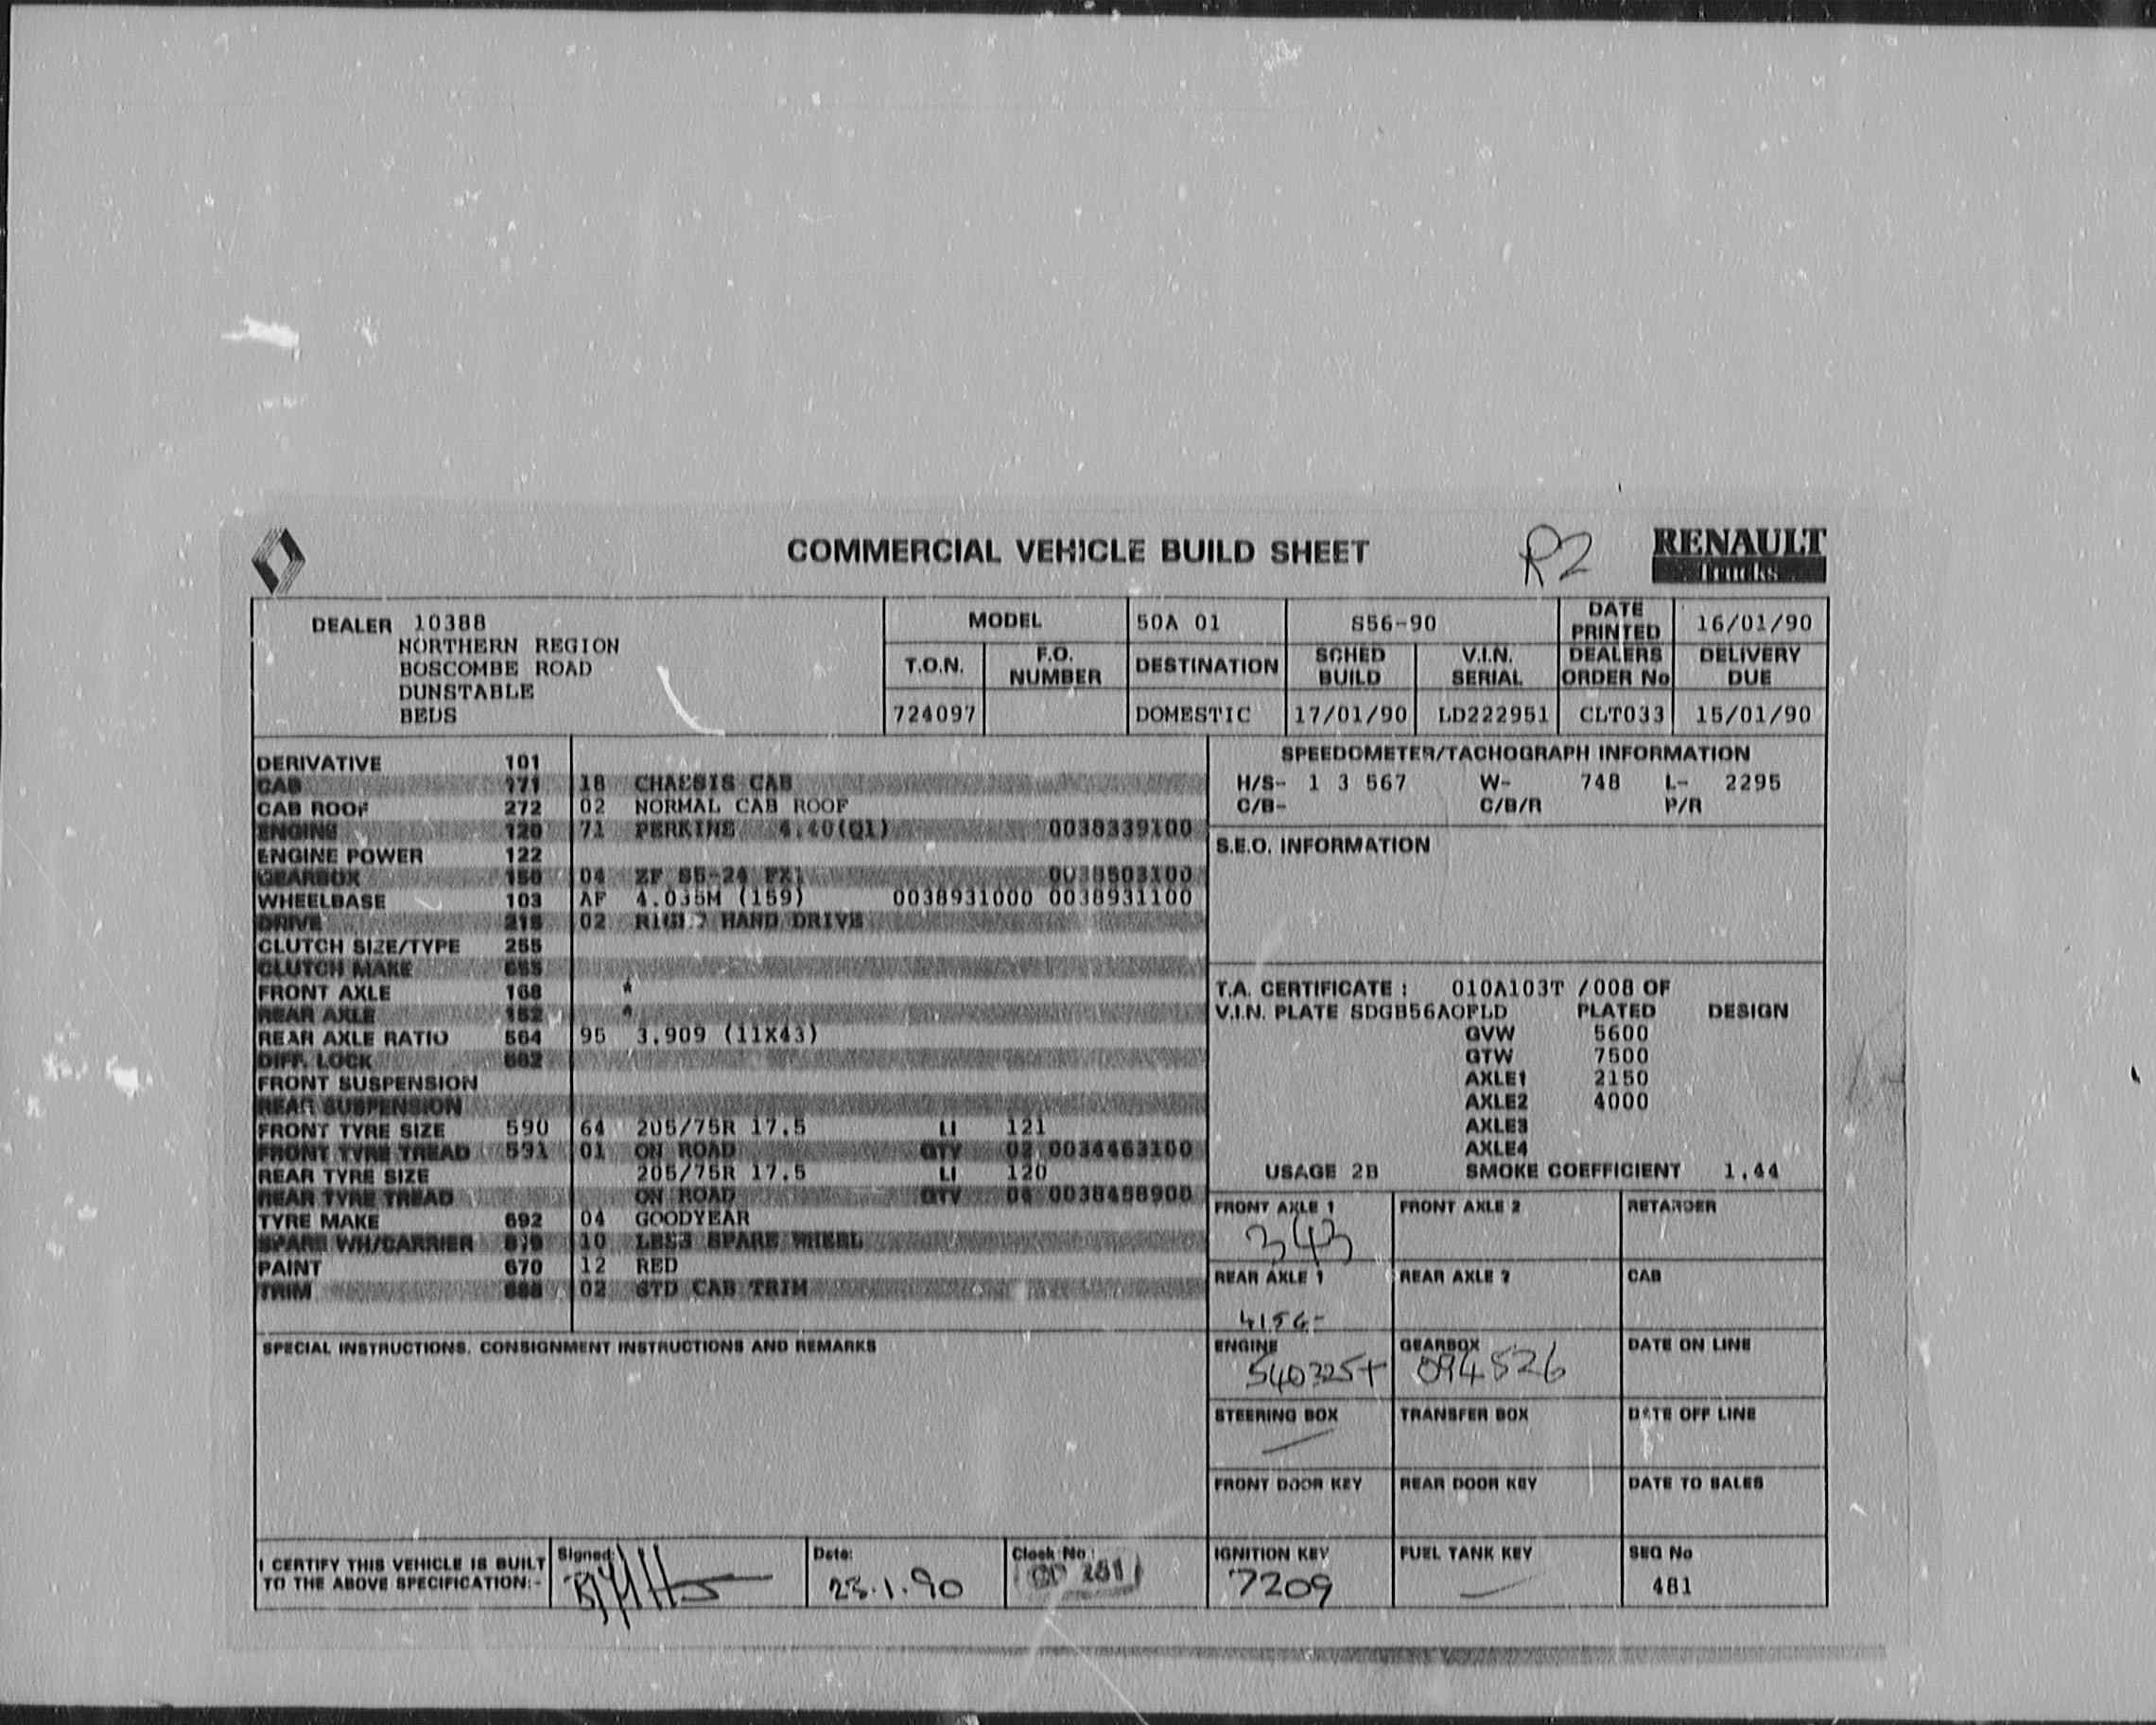 COMMERCIAL VEHICLE BUILD SHEET
R2
RENAULT
Trucks
DEALER 10388
NORTHERN REGION
BOSCOMBE ROAD
DUNSTABLE
BEDS
MODEL 50A 01 S56-90 DATE PRINTED 16/01/90
T.O.N. F.O. NUMBER DESTINATION SCHED BUILD V.I.N. SERIAL DEALERS ORDER No DELIVERY DUE
724097 DOMESTIC 17/01/90 LD222951 CLT033 15/01/90
DERIVATIVE 101
CAB 171 18 CHASSIS CAB
CAB ROOF 272 02 NORMAL CAB ROOF
ENGINE 120 71 PERKINS 4.40(Q1) 0038339100
ENGINE POWER 122
GEARBOX 150 04 ZF S5-24 FX1 0038503100
WHEELBASE 103 AF 4.035M (159) 0038931000 0038931100
DRIVE 215 02 RIGHT HAND DRIVE
CLUTCH SIZE/TYPE 255
CLUTCH MAKE 655
FRONT AXLE 168 *
REAR AXLE 152 *
REAR AXLE RATIO 564 95 3.909 (11X43)
DIFF. LOCK 662
FRONT SUSPENSION
REAR SUSPENSION
FRONT TYRE SIZE 590 64 205/75R 17.5 LI 121
FRONT TYRE TREAD 591 01 ON ROAD QTY 02 0034463100
REAR TYRE SIZE 205/75R 17.5 LI 120
REAR TYRE TREAD ON ROAD QTY 04 0038458900
TYRE MAKE 692 04 GOODYEAR
SPARE WH/CARRIER 10 LESS SPARE WHEEL
PAINT 670 12 RED
TRIM 02 STD CAB TRIM
SPECIAL INSTRUCTIONS, CONSIGNMENT INSTRUCTIONS AND REMARKS
SPEEDOMETER/TACHOGRAPH INFORMATION
H/S- 1 3 567 W- 748 L- 2295
C/B- C/B/R P/R
S.E.O. INFORMATION
T.A. CERTIFICATE : 010A103T /008 OF
V.I.N. PLATE SDGB56A0FLD PLATED DESIGN
GVW 5600
GTW 7500
AXLE1 2150
AXLE2 4000
AXLE3
AXLE4
USAGE 2B SMOKE COEFFICIENT 1.44
FRONT AXLE 1 FRONT AXLE 2 RETARDER
343
REAR AXLE 1 REAR AXLE 2 CAB
ENGINE GEARBOX DATE ON LINE
540325+ 094526
STEERING BOX TRANSFER BOX DATE OFF LINE
FRONT DOOR KEY REAR DOOR KEY DATE TO SALES
IGNITION KEY FUEL TANK KEY SEQ No
7209 481
I CERTIFY THIS VEHICLE IS BUILT
TO THE ABOVE SPECIFICATION:-
Signed:
Date:
23.1.90
Clock No: